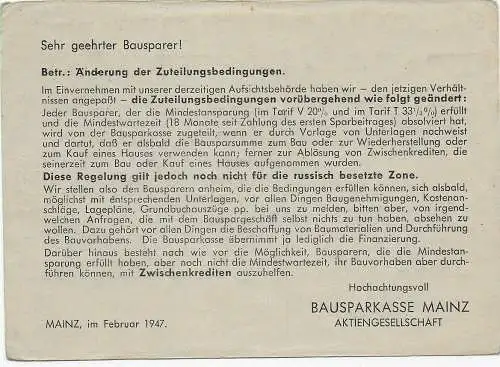 Sehr geehrter Bausparer!
Betr.: Änderung der Zuteilungsbedingungen.
Im Einvernehmen mit unserer derzeitigen Aufsichtsbehörde haben wir – den jetzigen Verhält-
nissen angepaßt – die Zuteilungsbedingungen vorübergehend wie folgt geändert:
Jeder Bausparer, der die Mindestansparung (im Tarif V 20% und im Tarif T 33⅓%) erfüllt
und die Mindestwartezeit (18 Monate seit Zahlung des ersten Sparbeitrages) absolviert hat,
wird von der Bausparkasse zugeteilt, wenn er durch Vorlage von Unterlagen nachweist
und dartut, daß er alsbald die Bausparsumme zum Bau oder zur Wiederherstellung oder
zum Kauf eines Hauses verwenden kann; ferner zur Ablösung von Zwischenkrediten, die
seinerzeit zum Bau oder Kauf eines Hauses aufgenommen wurden.
Diese Regelung gilt jedoch noch nicht für die russisch besetzte Zone.
Wir stellen also den Bausparern anheim, die die Bedingungen erfüllen können, sich alsbald,
möglichst mit entsprechenden Unterlagen, vor allen Dingen Baugenehmigungen, Kostenan-
schläge, Lagepläne, Grundbuchauszüge pp. bei uns zu melden, bitten aber, von irgend-
welchen Anfragen, die mit dem Bauspargeschäft selbst nichts zu tun haben, absehen zu
wollen. Dazu gehört vor allen Dingen die Beschaffung von Baumaterialien und Durchführung
des Bauvorhabens. Die Bausparkasse übernimmt ja lediglich die Finanzierung.
Darüber hinaus besteht nach wie vor die Möglichkeit, Bausparern, die die Mindestan-
sparung erfüllt haben, aber noch nicht die Mindestwartezeit, ihr Bauvorhaben aber durch-
führen können, mit Zwischenkrediten auszuhelfen.
Hochachtungsvoll
BAUSPARKASSE MAINZ
AKTIENGESELLSCHAFT
MAINZ, im Februar 1947.